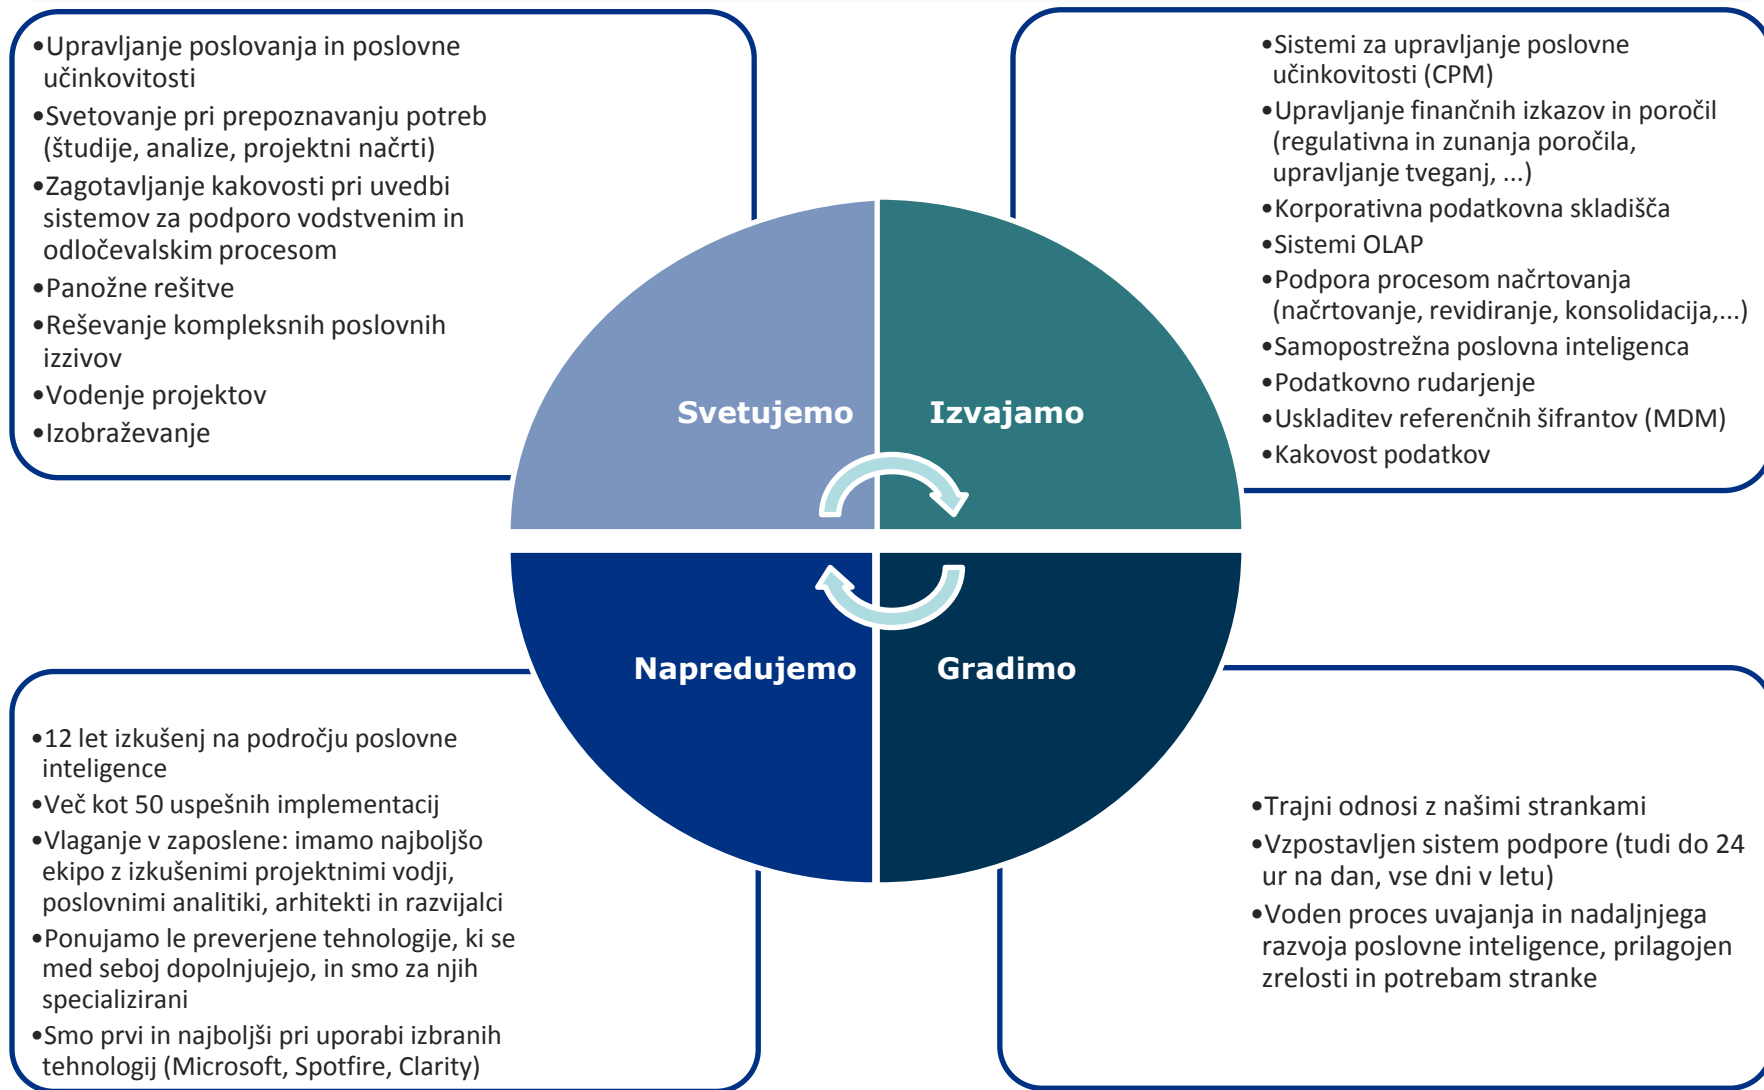 •Upravljanje poslovanja in poslovne
učinkovitosti
•Svetovanje pri prepoznavanju potreb
(študije, analize, projektni načrti)
•Zagotavljanje kakovosti pri uvedbi
sistemov za podporo vodstvenim in
odločevalskim procesom
•Panožne rešitve
•Reševanje kompleksnih poslovnih
izzivov
•Vodenje projektov
•Izobraževanje
•Sistemi za upravljanje poslovne
učinkovitosti (CPM)
•Upravljanje finančnih izkazov in poročil
(regulativna in zunanja poročila,
upravljanje tveganj, ...)
•Korporativna podatkovna skladišča
•Sistemi OLAP
•Podpora procesom načrtovanja
(načrtovanje, revidiranje, konsolidacija,...)
•Samopostrežna poslovna inteligenca
•Podatkovno rudarjenje
•Uskladitev referenčnih šifrantov (MDM)
•Kakovost podatkov
Svetujemo
Izvajamo
Napredujemo
Gradimo
•12 let izkušenj na področju poslovne
inteligence
•Več kot 50 uspešnih implementacij
•Vlaganje v zaposlene: imamo najboljšo
ekipo z izkušenimi projektnimi vodji,
poslovnimi analitiki, arhitekti in razvijalci
•Ponujamo le preverjene tehnologije, ki se
med seboj dopolnjujejo, in smo za njih
specializirani
•Smo prvi in najboljši pri uporabi izbranih
tehnologij (Microsoft, Spotfire, Clarity)
•Trajni odnosi z našimi strankami
•Vzpostavljen sistem podpore (tudi do 24
ur na dan, vse dni v letu)
•Voden proces uvajanja in nadaljnjega
razvoja poslovne inteligence, prilagojen
zrelosti in potrebam stranke